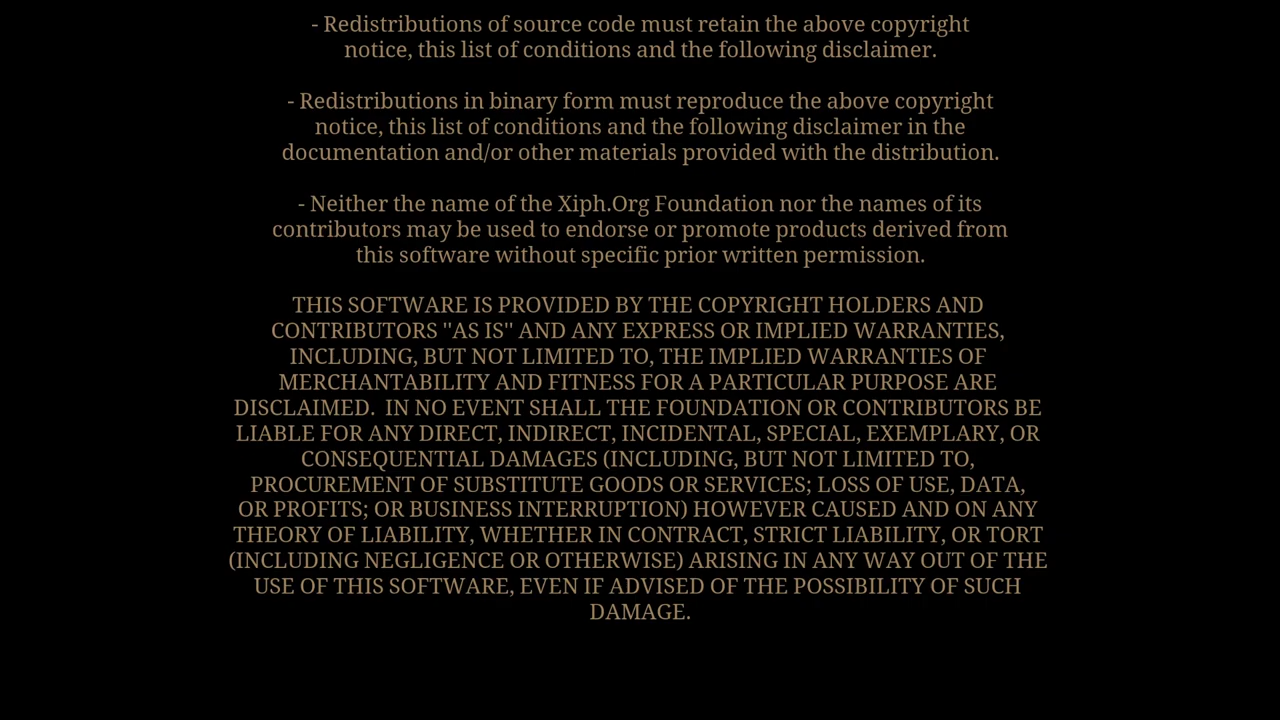 - Redistributions of source code must retain the above copyright
notice, this list of conditions and the following disclaimer.
- Redistributions in binary form must reproduce the above copyright
notice, this list of conditions and the following disclaimer in the
documentation and/or other materials provided with the distribution.
- Neither the name of the Xiph.Org Foundation nor the names of its
contributors may be used to endorse or promote products derived from
this software without specific prior written permission.
THIS SOFTWARE IS PROVIDED BY THE COPYRIGHT HOLDERS AND
CONTRIBUTORS ''AS IS'' AND ANY EXPRESS OR IMPLIED WARRANTIES,
INCLUDING, BUT NOT LIMITED TO, THE IMPLIED WARRANTIES OF
MERCHANTABILITY AND FITNESS FOR A PARTICULAR PURPOSE ARE
DISCLAIMED.  IN NO EVENT SHALL THE FOUNDATION OR CONTRIBUTORS BE
LIABLE FOR ANY DIRECT, INDIRECT, INCIDENTAL, SPECIAL, EXEMPLARY, OR
CONSEQUENTIAL DAMAGES (INCLUDING, BUT NOT LIMITED TO,
PROCUREMENT OF SUBSTITUTE GOODS OR SERVICES; LOSS OF USE, DATA,
OR PROFITS; OR BUSINESS INTERRUPTION) HOWEVER CAUSED AND ON ANY
THEORY OF LIABILITY, WHETHER IN CONTRACT, STRICT LIABILITY, OR TORT
(INCLUDING NEGLIGENCE OR OTHERWISE) ARISING IN ANY WAY OUT OF THE
USE OF THIS SOFTWARE, EVEN IF ADVISED OF THE POSSIBILITY OF SUCH
DAMAGE.